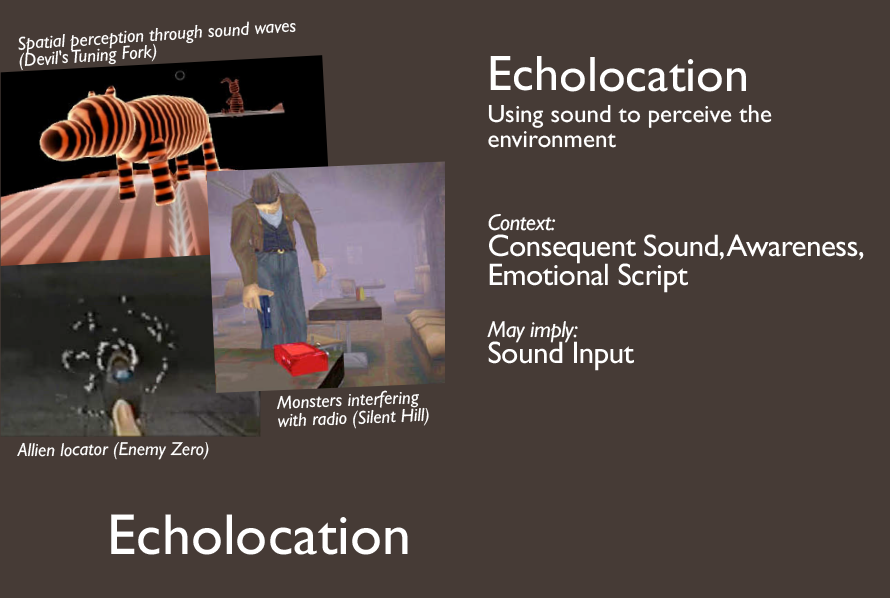 Spatial perception through sound waves
(Devil's Tuning Fork)
Echolocation
Using sound to perceive the
environment
Context:
Consequent Sound, Awareness,
Emotional Script
May imply:
Sound Input
Monsters interfering
with radio (Silent Hill)
Allien locator (Enemy Zero)
Echolocation